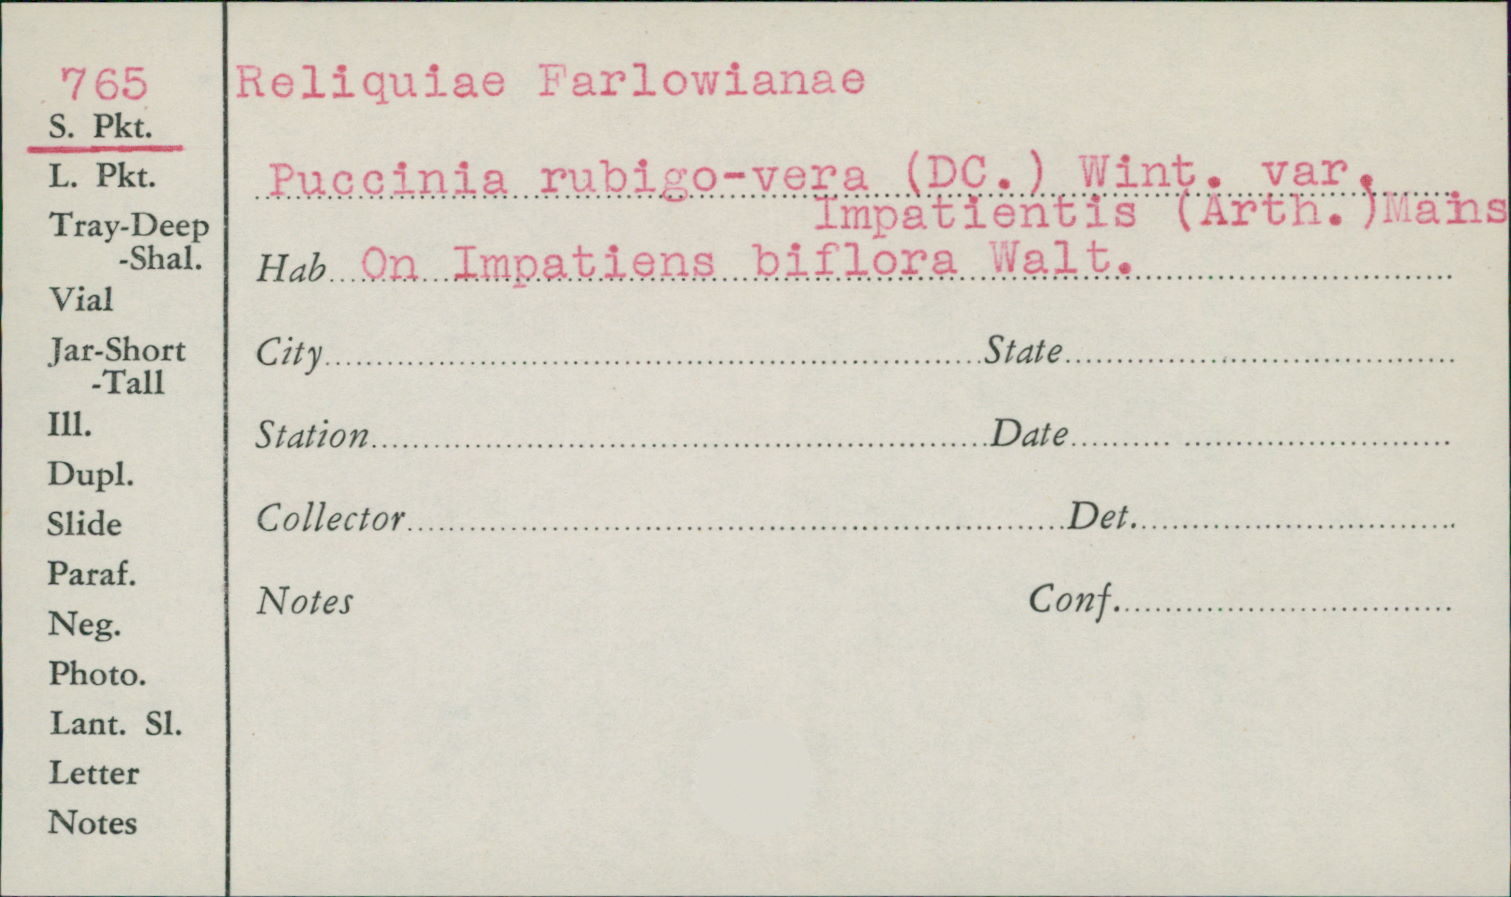 765 Reliquiae Farlowianae
S. Pkt.
L. Pkt.
Tray-Deep
-Shal.
Vial
Jar-Short
-Tall
Ill.
Dupl.
Slide
Paraf.
Neg.
Photo.
Lant. Sl.
Letter
Notes
Puccinia rubigo-vera (DC.) Wint. var.
Impatientis (Arth.)Mains
Hab On Impatiens biflora Walt.
City State
Station Date
Collector Det.
Notes Conf.